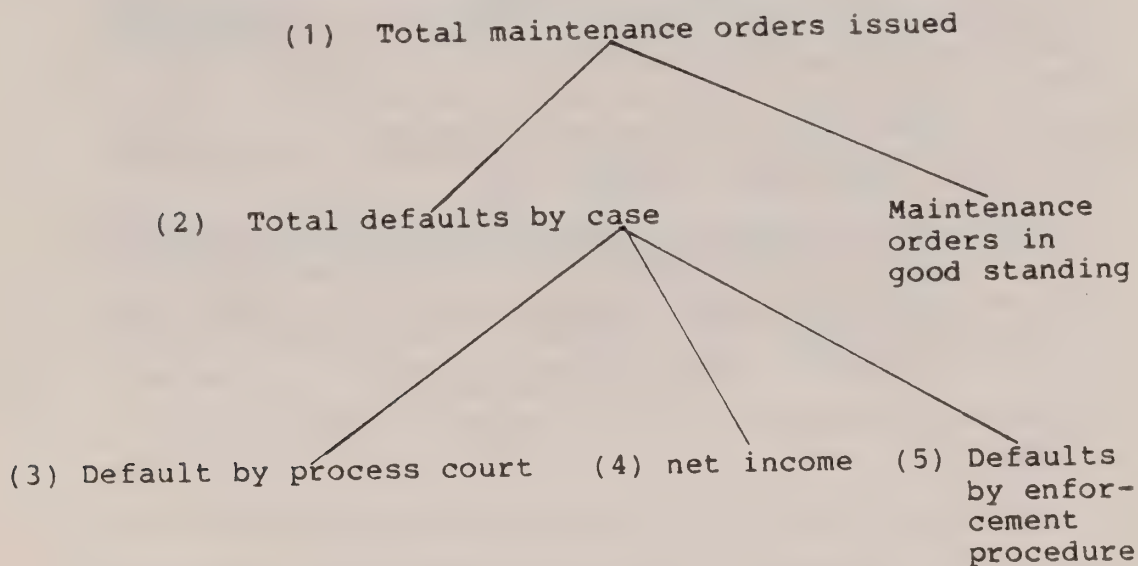 (1) Total maintenance orders issued
(2) Total defaults by case
Maintenance
orders in
good standing
(3) Default by process court
(4) net income
(5) Defaults
by enfor-
cement
procedure